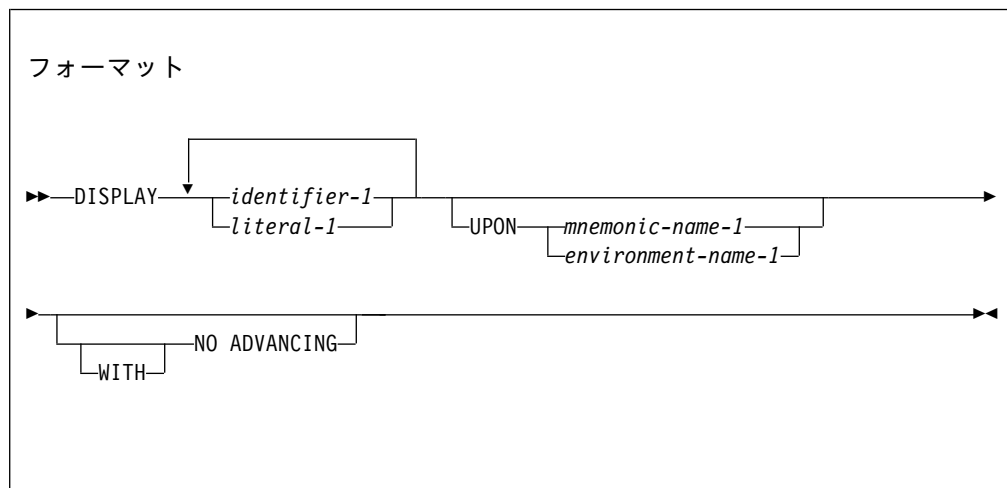 フォーマット
DISPLAY identifier-1
literal-1
UPON mnemonic-name-1
environment-name-1
NO ADVANCING
WITH